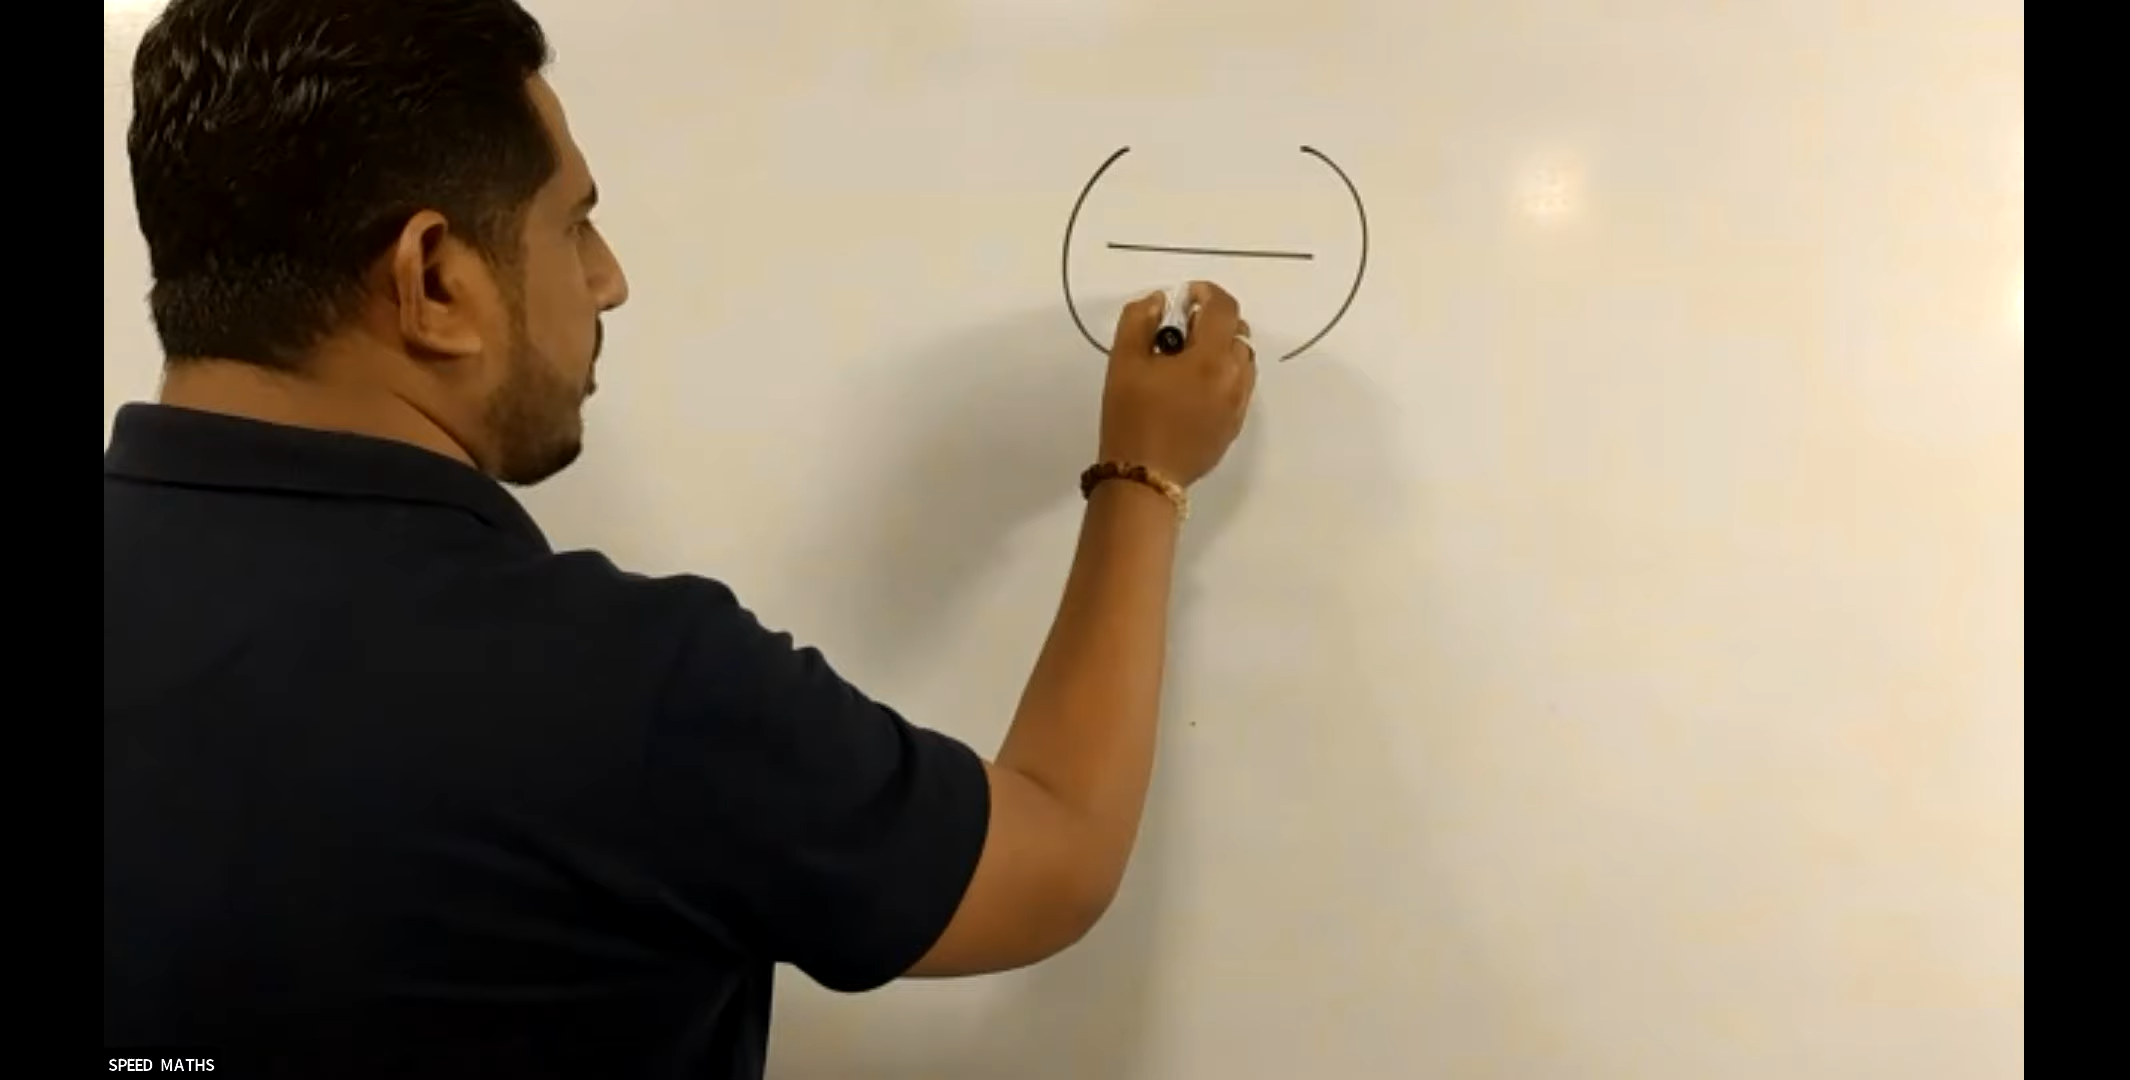 ( — )
SPEED MATHS